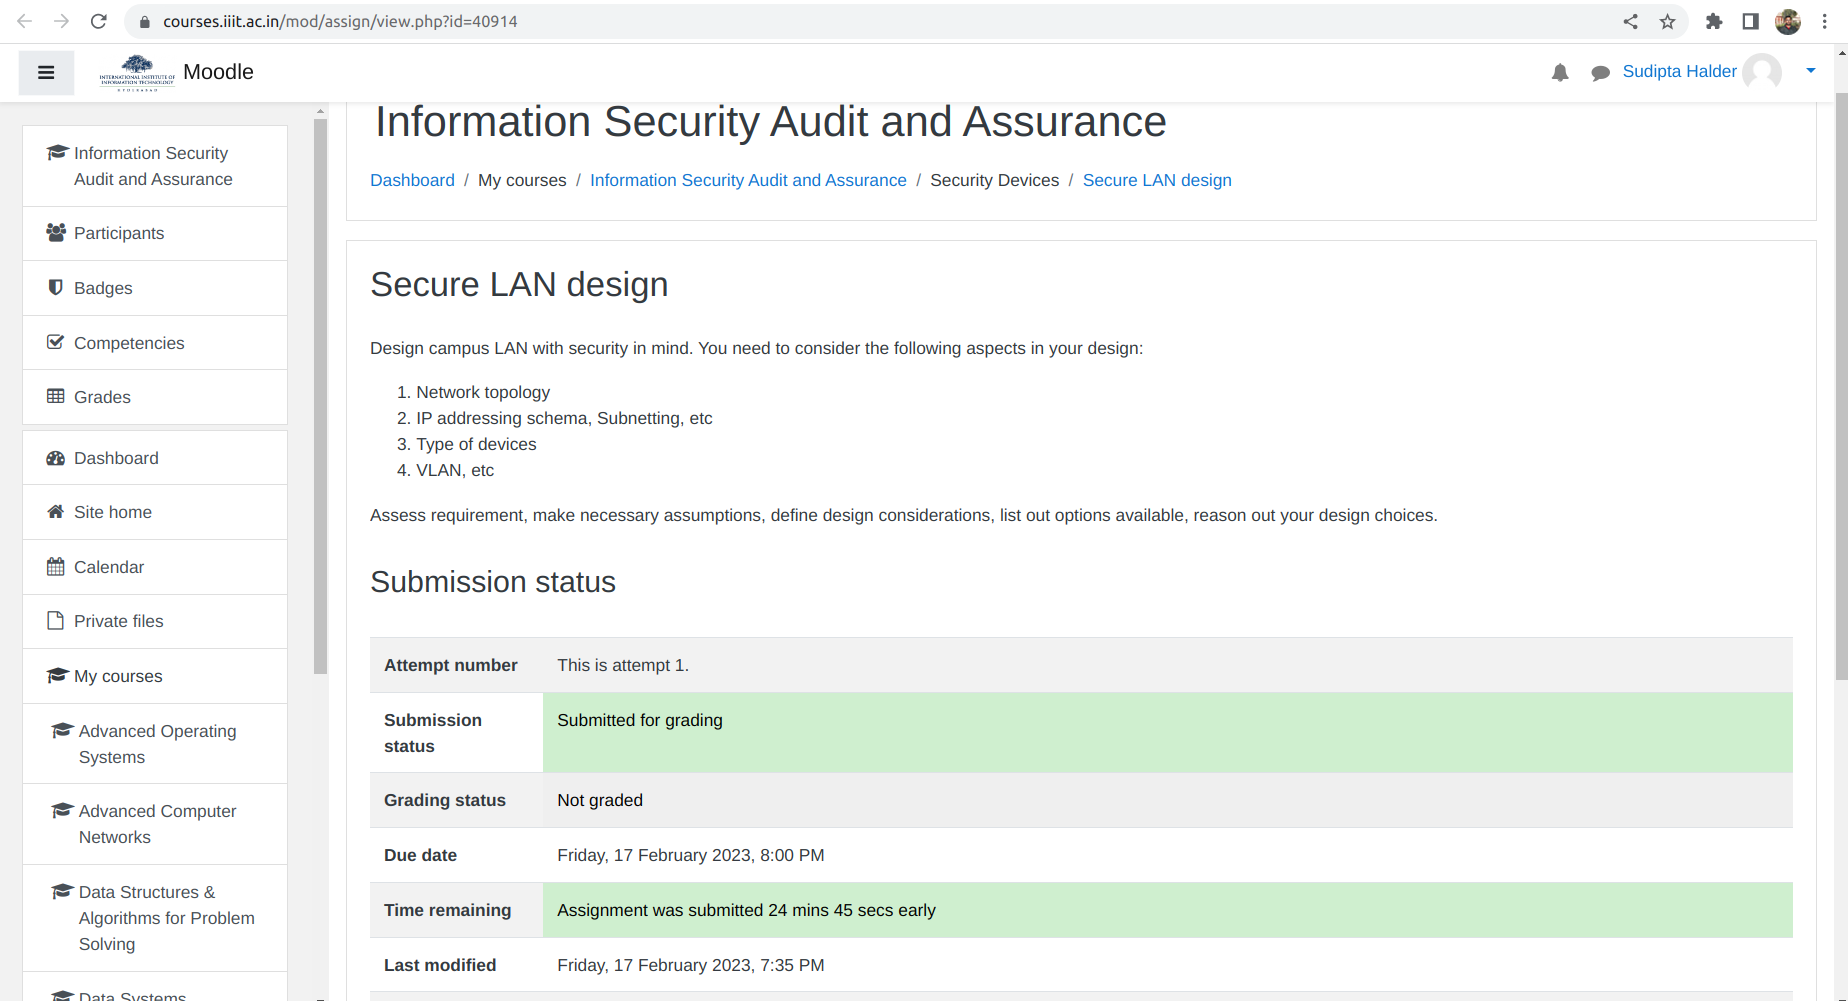 courses.iiit.ac.in/mod/assign/view.php?id=40914
INTERNATIONAL INSTITUTE OF
INFORMATION TECHNOLOGY
HYDERABAD
Moodle
Sudipta Halder
Information Security
Audit and Assurance
Participants
Badges
Competencies
Grades
Dashboard
Site home
Calendar
Private files
My courses
Advanced Operating
Systems
Advanced Computer
Networks
Data Structures &
Algorithms for Problem
Solving
Data Systems
Information Security Audit and Assurance
Dashboard / My courses / Information Security Audit and Assurance / Security Devices / Secure LAN design
Secure LAN design
Design campus LAN with security in mind. You need to consider the following aspects in your design:
1. Network topology
2. IP addressing schema, Subnetting, etc
3. Type of devices
4. VLAN, etc
Assess requirement, make necessary assumptions, define design considerations, list out options available, reason out your design choices.
Submission status
Attempt number This is attempt 1.
Submission
status
Submitted for grading
Grading status Not graded
Due date Friday, 17 February 2023, 8:00 PM
Time remaining Assignment was submitted 24 mins 45 secs early
Last modified Friday, 17 February 2023, 7:35 PM